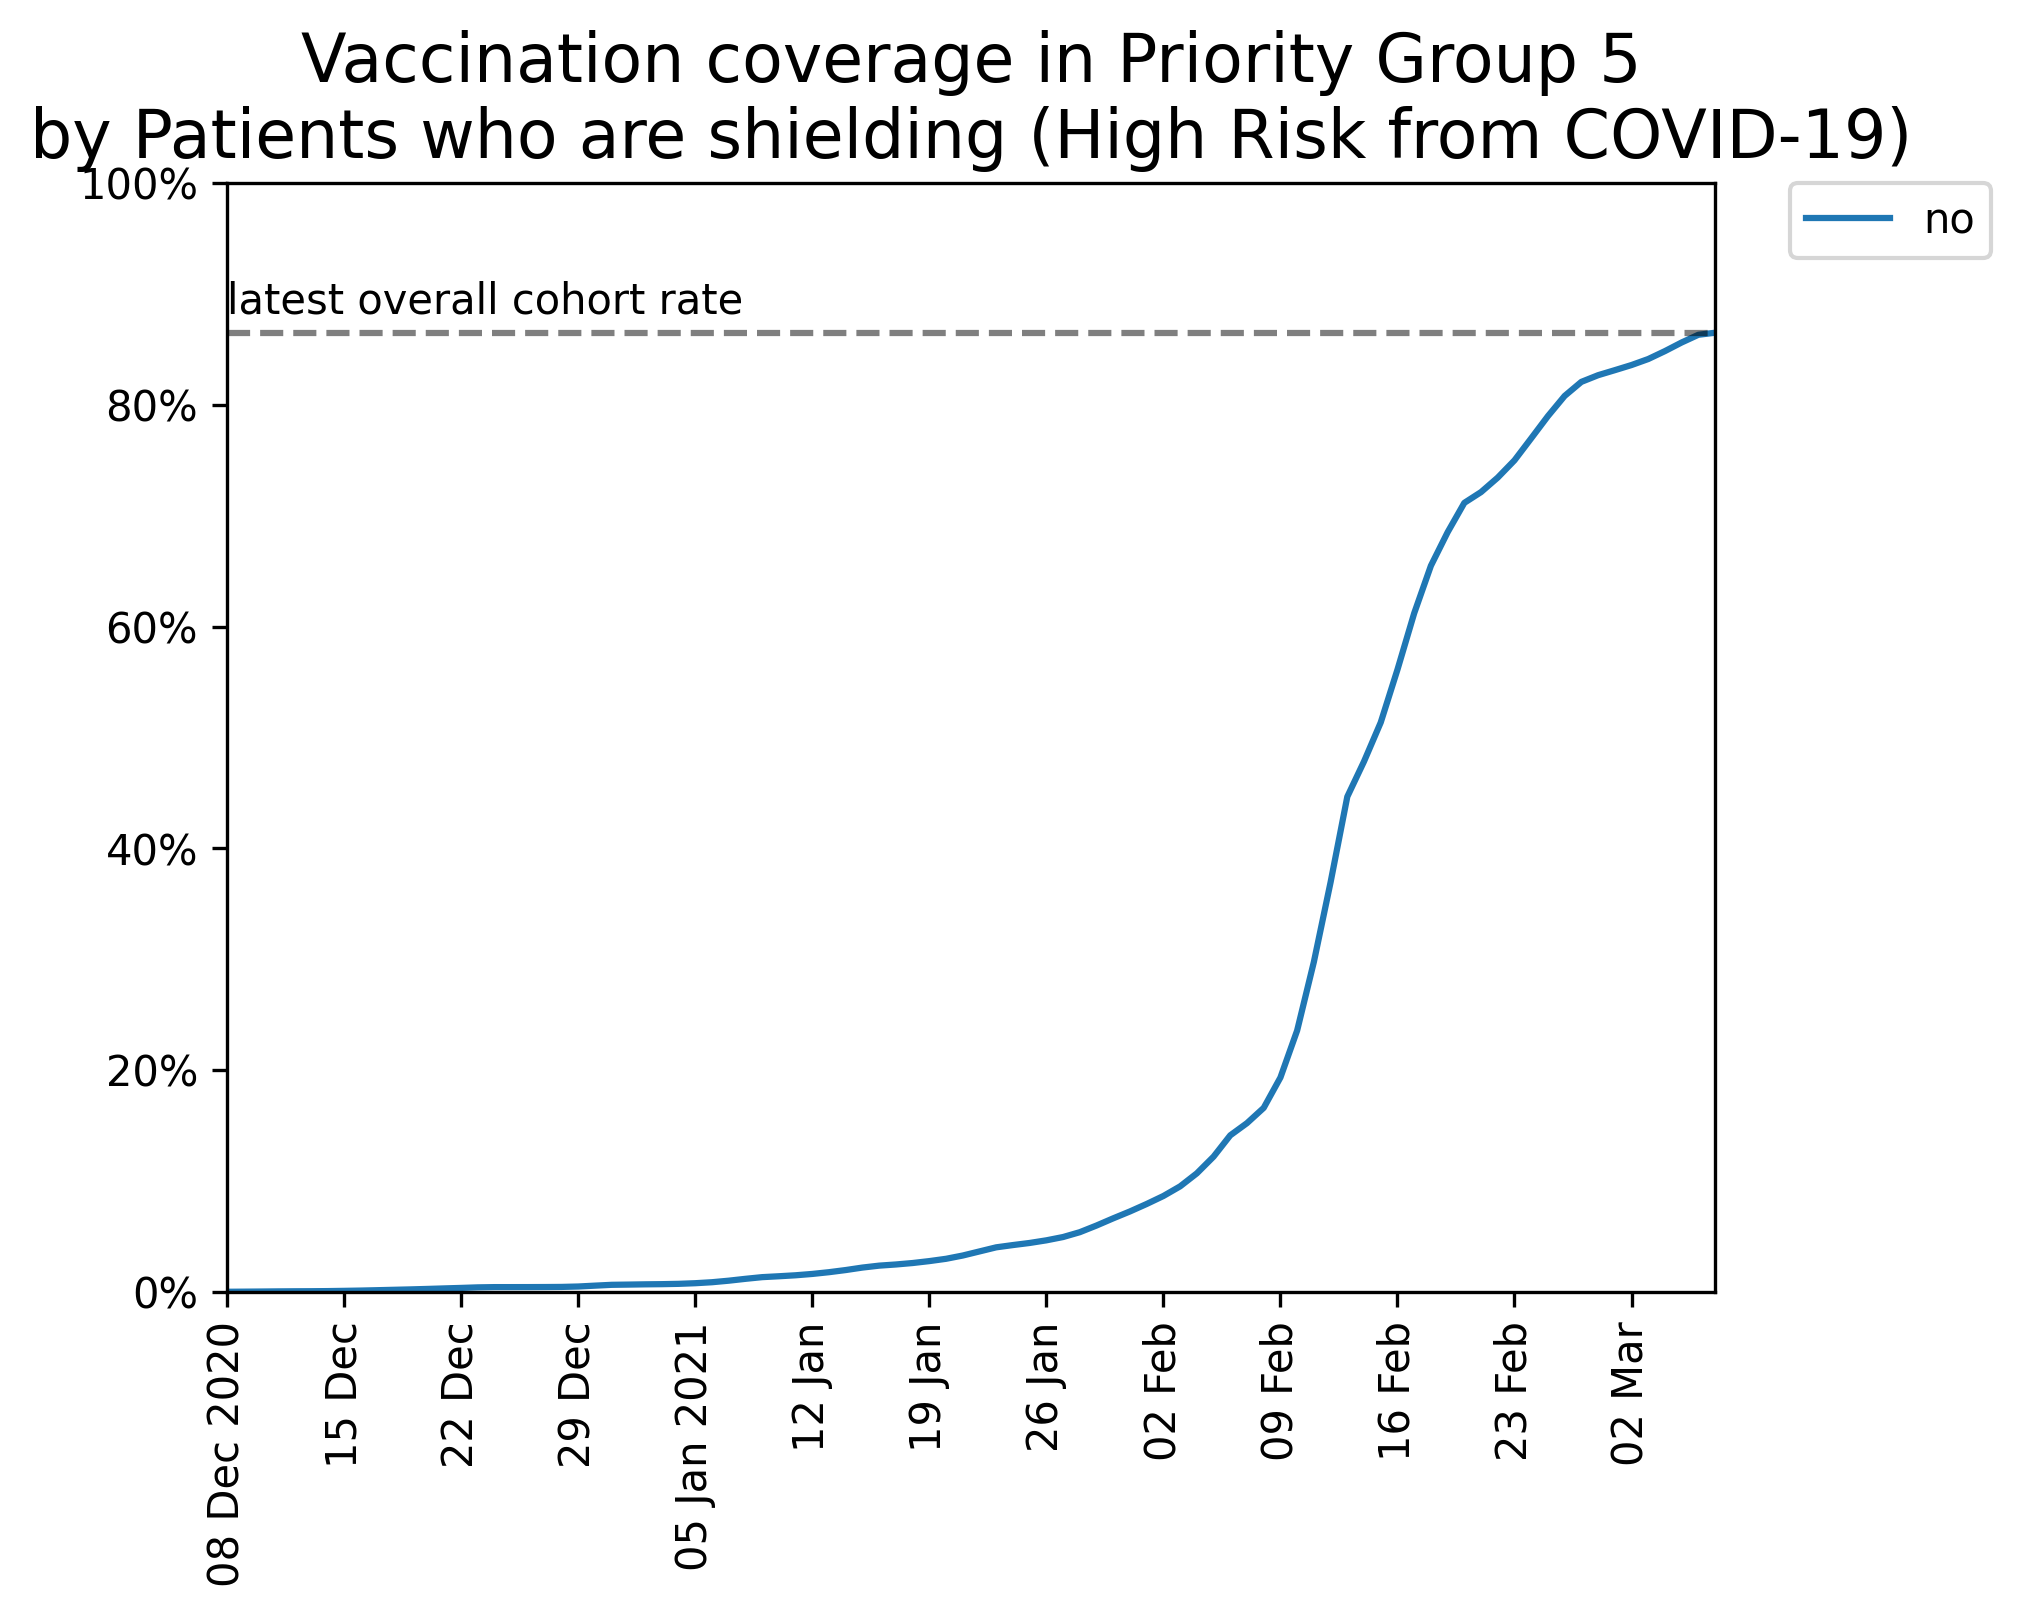 Vaccination coverage in Priority Group 5
by Patients who are shielding (High Risk from COVID-19)
100%
no
latest overall cohort rate
80%
60%
40%
20%
0%
08 Dec 2020
15 Dec
22 Dec
29 Dec
05 Jan 2021
12 Jan
19 Jan
26 Jan
02 Feb
09 Feb
16 Feb
23 Feb
02 Mar